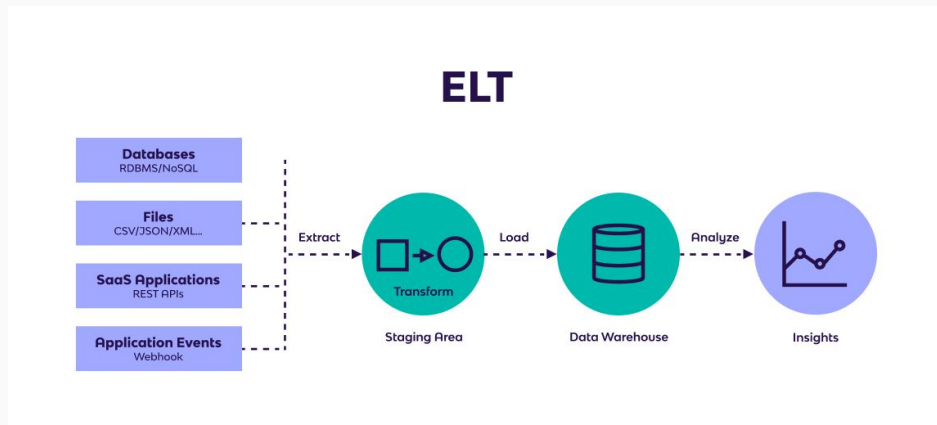 ELT
Databases
RDBMS/NoSQL
Files
CSV/JSON/XML...
SaaS Applications
REST APIs
Application Events
Webhook
Extract
Transform
Staging Area
Load
Data Warehouse
Analyze
Insights